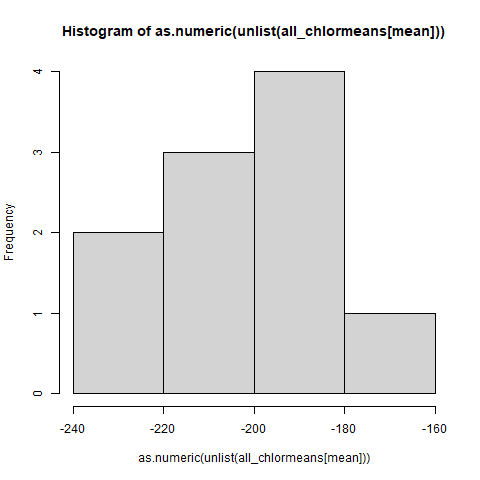 Histogram of as.numeric(unlist(all_chlormeans[mean]))
Frequency
4
3
2
1
0
-240 -220 -200 -180 -160
as.numeric(unlist(all_chlormeans[mean]))